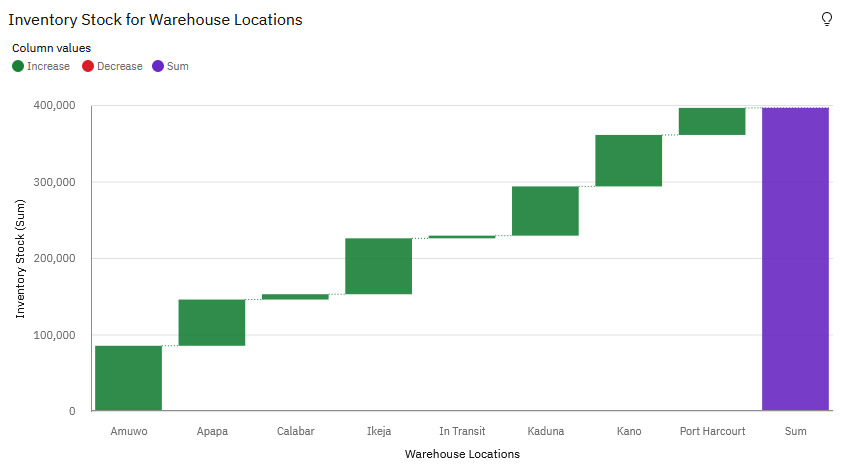 Inventory Stock for Warehouse Locations
Column values
Increase Decrease Sum
400,000
300,000
200,000
100,000
0
Inventory Stock (Sum)
Amuwo Apapa Calabar Ikeja In Transit Kaduna Kano Port Harcourt Sum
Warehouse Locations